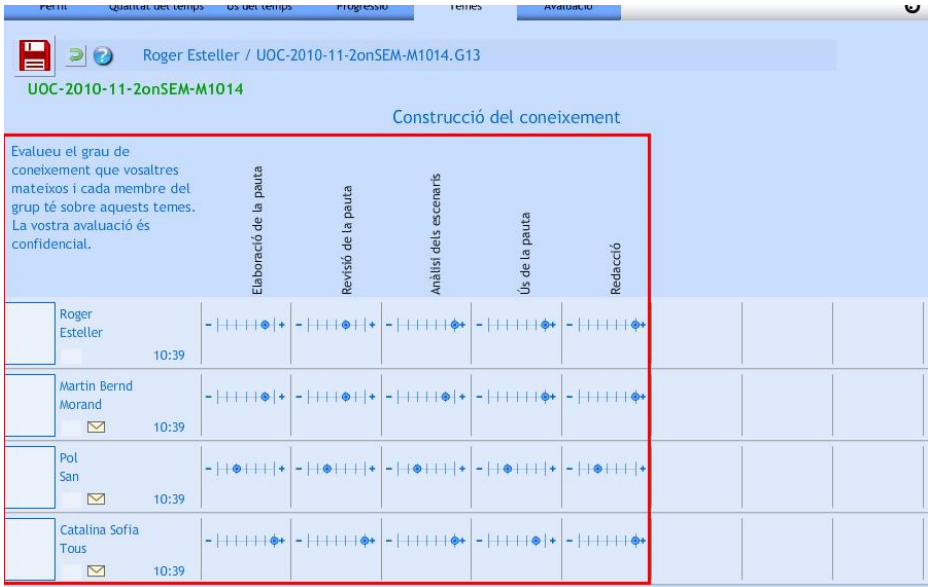 Perfil Qualitat del temps Ús del temps Progressió Temes Avaluació
Roger Esteller / UOC-2010-11-2onSEM-M1014.G13
UOC-2010-11-2onSEM-M1014
Construcció del coneixement
Evalueu el grau de
coneixement que vosaltres
mateixos i cada membre del
grup té sobre aquests temes.
La vostra avaluació és
confidencial.
Elaboració de la pauta
Revisió de la pauta
Anàlisi dels escenaris
Ús de la pauta
Redacció
Roger
Esteller
10:39
Martin Bernd
Morand
10:39
Pol
San
10:39
Catalina Sofia
Tous
10:39